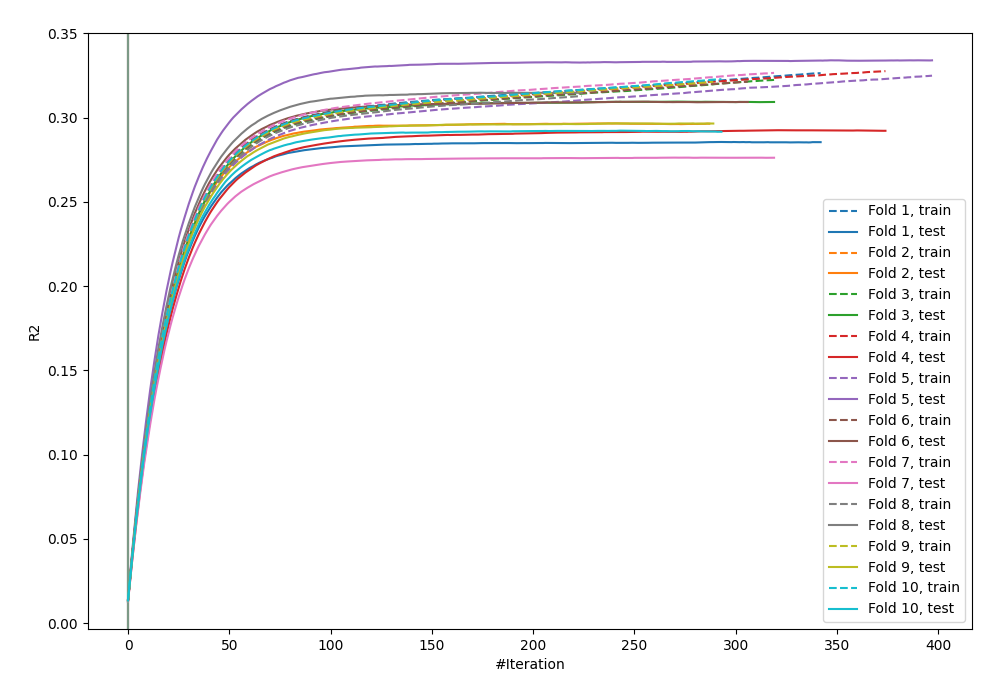 0.35
0.30
0.25
0.20
0.15
0.10
0.05
0.00
R2
0 50 100 150 200 250 300 350 400
#Iteration
Fold 1, train
Fold 1, test
Fold 2, train
Fold 2, test
Fold 3, train
Fold 3, test
Fold 4, train
Fold 4, test
Fold 5, train
Fold 5, test
Fold 6, train
Fold 6, test
Fold 7, train
Fold 7, test
Fold 8, train
Fold 8, test
Fold 9, train
Fold 9, test
Fold 10, train
Fold 10, test